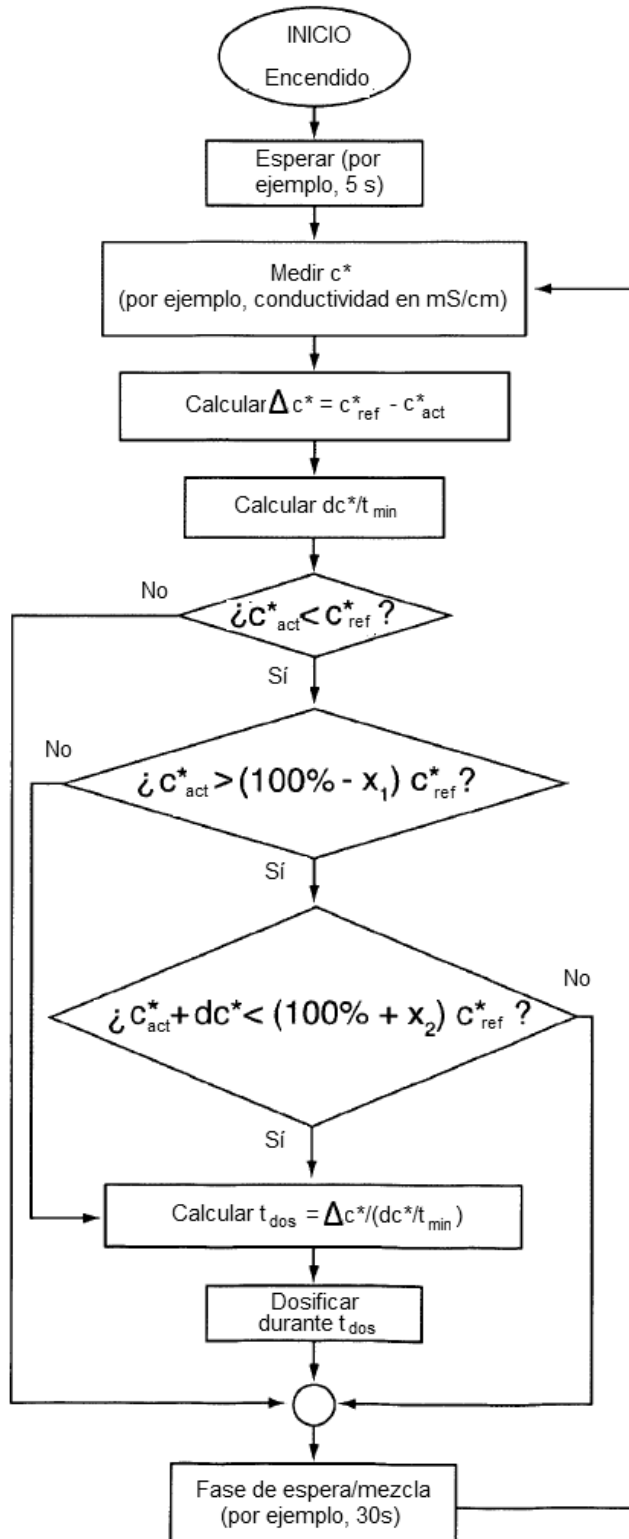 INICIO
Encendido
Esperar (por
ejemplo, 5 s)
Medir c*
(por ejemplo, conductividad en mS/cm)
Calcular Δ c* = c*ref - c*act
Calcular dc*/t min
No
¿c*act < c*ref ?
Sí
No
¿c*act > (100% - x1) c*ref?
Sí
No
¿c*act + dc* < (100% + x2) c*ref ?
Sí
Calcular t dos = Δc*/(dc*/t min)
Dosificar
durante t dos
Fase de espera/mezcla
(por ejemplo, 30s)